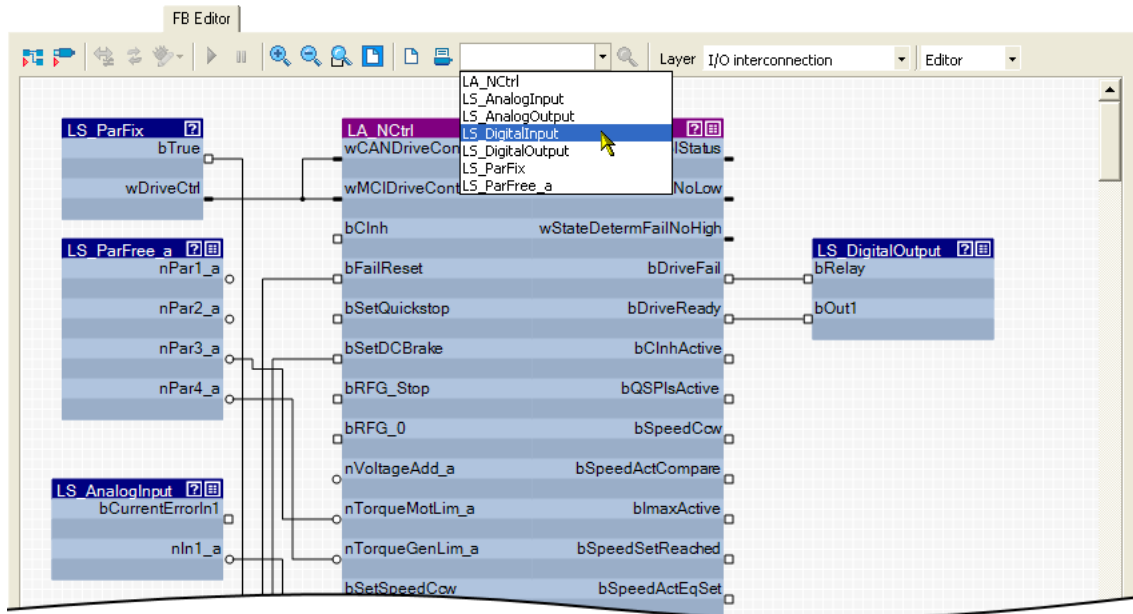 FB Editor
Layer I/O interconnection Editor
LA_NCtrl
LS_AnalogInput
LS_AnalogOutput
LS_DigitalInput
LS_DigitalOutput
LS_ParFix
LS_ParFree_a
LS_ParFix
bTrue
wDriveCtrl
LS_ParFree_a
nPar1_a
nPar2_a
nPar3_a
nPar4_a
LS_AnalogInput
bCurrentErrorIn1
nIn1_a
LA_NCtrl
wCANDriveCon
lStatus
wMCIDriveCont
NoLow
bCInh
wStateDetermFailNoHigh
bFailReset
bDriveFail
bSetQuickstop
bDriveReady
bSetDCBrake
bCInhActive
bRFG_Stop
bQSPIsActive
bRFG_0
bSpeedCcw
nVoltageAdd_a
bSpeedActCompare
nTorqueMotLim_a
bImaxActive
nTorqueGenLim_a
bSpeedSetReached
bSetSpeedCcw
bSpeedActEqSet
LS_DigitalOutput
bRelay
bOut1